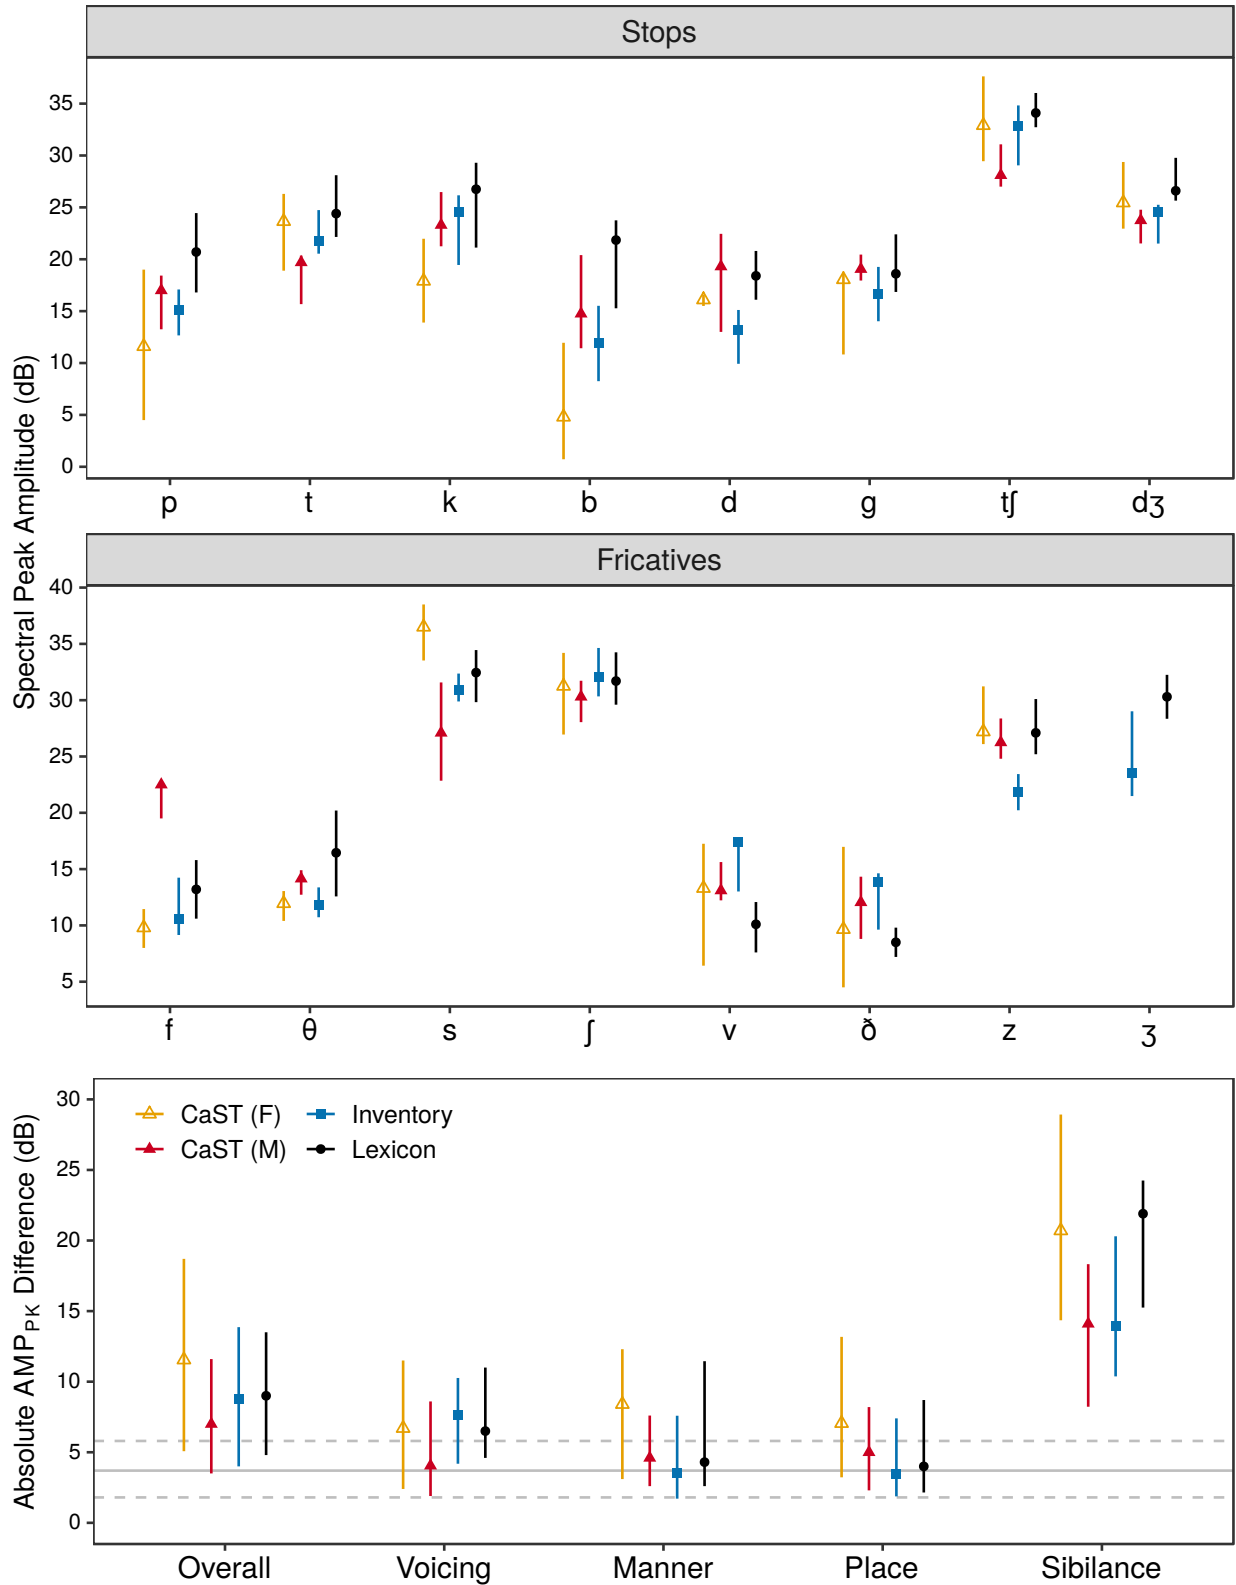 Stops
Spectral Peak Amplitude (dB)
35
30
25
20
15
10
5
0
p t k b d g tʃ dʒ
Fricatives
40
35
30
25
20
15
10
5
f θ s ʃ v ð z ʒ
Absolute AMPPK Difference (dB)
30
25
20
15
10
5
0
CaST (F) Inventory
CaST (M) Lexicon
Overall Voicing Manner Place Sibilance